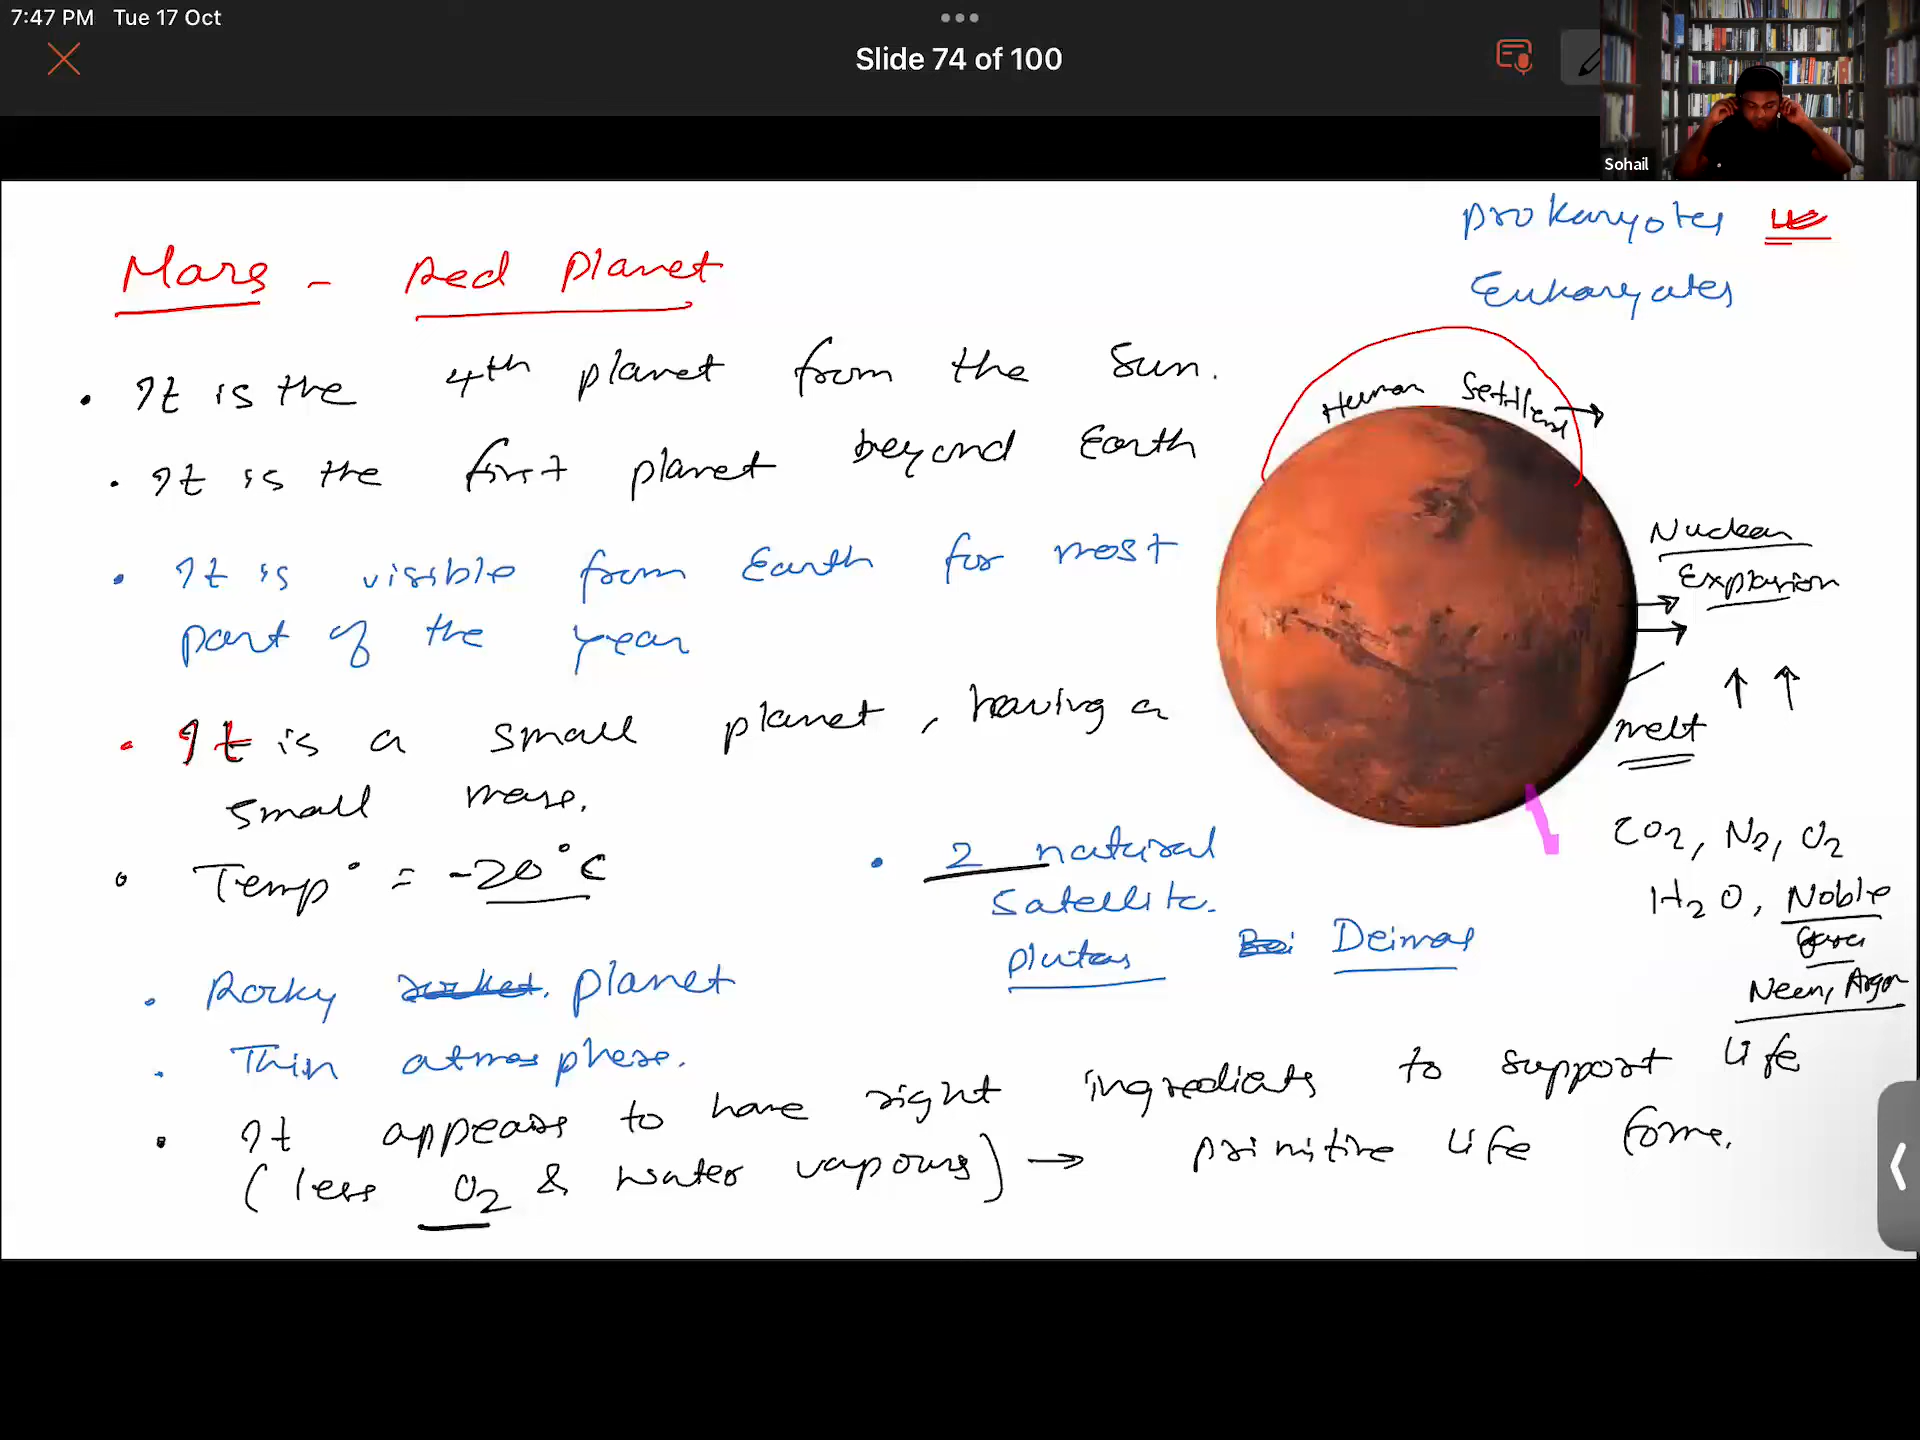 7:47 PM Tue 17 Oct
Slide 74 of 100
Sohail
Prokaryotes
Eukaryotes
Mars - Red Planet
• It is the 4th planet from the Sun.
• It is the first planet beyond Earth
• It is visible from Earth for most
part of the year
• It is a small planet, having a
small mass.
• Temp° = -20°C
• Rocky planet
• Thin atmosphere.
• It appears to have right ingredients to support life
(less O2 & water vapours) → primitive life forms.
• 2 natural
satellite.
Plutos Deimos
Human Settlement →
Nuclear
Explosion
↑ ↑
melt
CO2, N2, O2
H2O, Noble
Gases
Neon, Argon